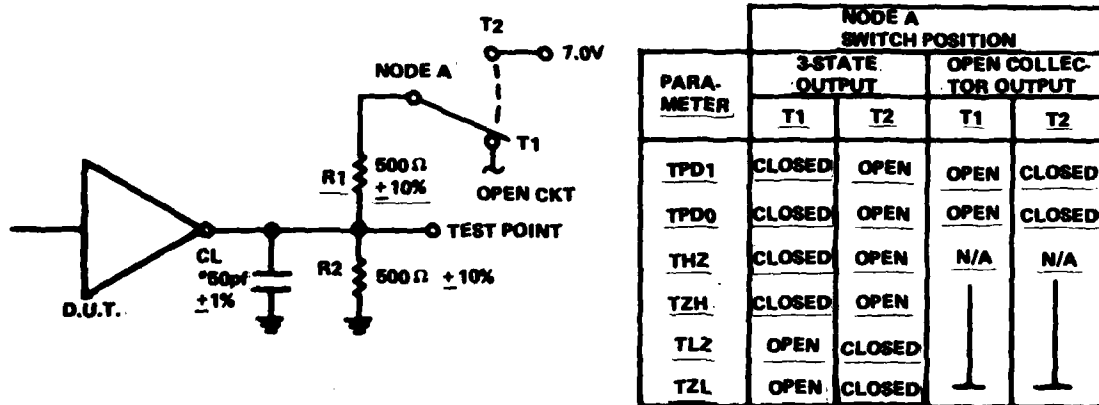 T2
7.0V
NODE A
T1
OPEN CKT
R1
500 Ω
± 10%
TEST POINT
CL
*50pf
±1%
R2
500 Ω ± 10%
D.U.T.
NODE A
SWITCH POSITION
PARA-
METER
3-STATE
OUTPUT
OPEN COLLEC-
TOR OUTPUT
T1 T2 T1 T2
TPD1 CLOSED OPEN OPEN CLOSED
TPD0 CLOSED OPEN OPEN CLOSED
THZ CLOSED OPEN N/A N/A
TZH CLOSED OPEN
TLZ OPEN CLOSED
TZL OPEN CLOSED